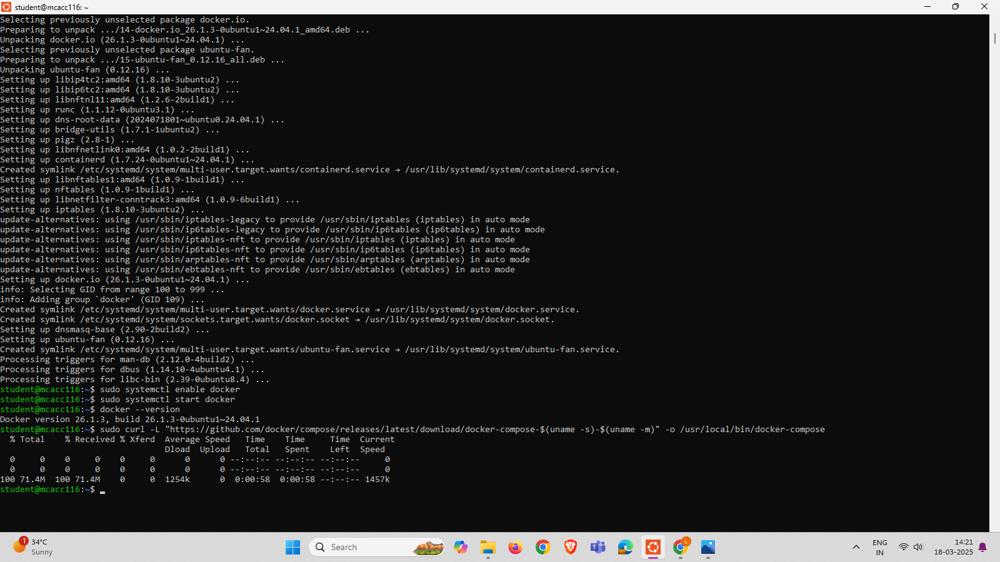 student@mcacc116: ~
Selecting previously unselected package docker.io.
Preparing to unpack .../14-docker.io_26.1.3-0ubuntu1~24.04.1_amd64.deb ...
Unpacking docker.io (26.1.3-0ubuntu1~24.04.1) ...
Selecting previously unselected package ubuntu-fan.
Preparing to unpack .../15-ubuntu-fan_0.12.16_all.deb ...
Unpacking ubuntu-fan (0.12.16) ...
Setting up libip4tc2:amd64 (1.8.10-3ubuntu2) ...
Setting up libip6tc2:amd64 (1.8.10-3ubuntu2) ...
Setting up libnftnl11:amd64 (1.2.6-2build1) ...
Setting up runc (1.1.12-0ubuntu3.1) ...
Setting up dns-root-data (2024071801~ubuntu0.24.04.1) ...
Setting up bridge-utils (1.7.1-1ubuntu2) ...
Setting up pigz (2.8-1) ...
Setting up libnfnetlink0:amd64 (1.0.2-2build1) ...
Setting up containerd (1.7.24-0ubuntu1~24.04.1) ...
Created symlink /etc/systemd/system/multi-user.target.wants/containerd.service → /usr/lib/systemd/system/containerd.service.
Setting up libnftables1:amd64 (1.0.9-1build1) ...
Setting up nftables (1.0.9-1build1) ...
Setting up libnetfilter-conntrack3:amd64 (1.0.9-6build1) ...
Setting up iptables (1.8.10-3ubuntu2) ...
update-alternatives: using /usr/sbin/iptables-legacy to provide /usr/sbin/iptables (iptables) in auto mode
update-alternatives: using /usr/sbin/ip6tables-legacy to provide /usr/sbin/ip6tables (ip6tables) in auto mode
update-alternatives: using /usr/sbin/iptables-nft to provide /usr/sbin/iptables (iptables) in auto mode
update-alternatives: using /usr/sbin/ip6tables-nft to provide /usr/sbin/ip6tables (ip6tables) in auto mode
update-alternatives: using /usr/sbin/arptables-nft to provide /usr/sbin/arptables (arptables) in auto mode
update-alternatives: using /usr/sbin/ebtables-nft to provide /usr/sbin/ebtables (ebtables) in auto mode
Setting up docker.io (26.1.3-0ubuntu1~24.04.1) ...
info: Selecting GID from range 100 to 999 ...
info: Adding group `docker' (GID 109) ...
Created symlink /etc/systemd/system/multi-user.target.wants/docker.service → /usr/lib/systemd/system/docker.service.
Created symlink /etc/systemd/system/sockets.target.wants/docker.socket → /usr/lib/systemd/system/docker.socket.
Setting up dnsmasq-base (2.90-2build2) ...
Setting up ubuntu-fan (0.12.16) ...
Created symlink /etc/systemd/system/multi-user.target.wants/ubuntu-fan.service → /usr/lib/systemd/system/ubuntu-fan.service.
Processing triggers for man-db (2.12.0-4build2) ...
Processing triggers for dbus (1.14.10-4ubuntu4.1) ...
Processing triggers for libc-bin (2.39-0ubuntu8.4) ...
student@mcacc116:~$ sudo systemctl enable docker
student@mcacc116:~$ sudo systemctl start docker
student@mcacc116:~$ docker --version
Docker version 26.1.3, build 26.1.3-0ubuntu1~24.04.1
student@mcacc116:~$ sudo curl -L "https://github.com/docker/compose/releases/latest/download/docker-compose-$(uname -s)-$(uname -m)" -o /usr/local/bin/docker-compose
  % Total    % Received % Xferd  Average Speed   Time    Time     Time  Current
                                 Dload  Upload   Total   Spent    Left  Speed
  0     0    0     0    0     0      0      0 --:--:-- --:--:-- --:--:--     0
  0     0    0     0    0     0      0      0 --:--:-- --:--:-- --:--:--     0
100 71.4M  100 71.4M    0     0  1254k      0  0:00:58  0:00:58 --:--:-- 1457k
student@mcacc116:~$
1
34°C
Sunny
Search
T
L
ENG
IN
14:21
18-03-2025